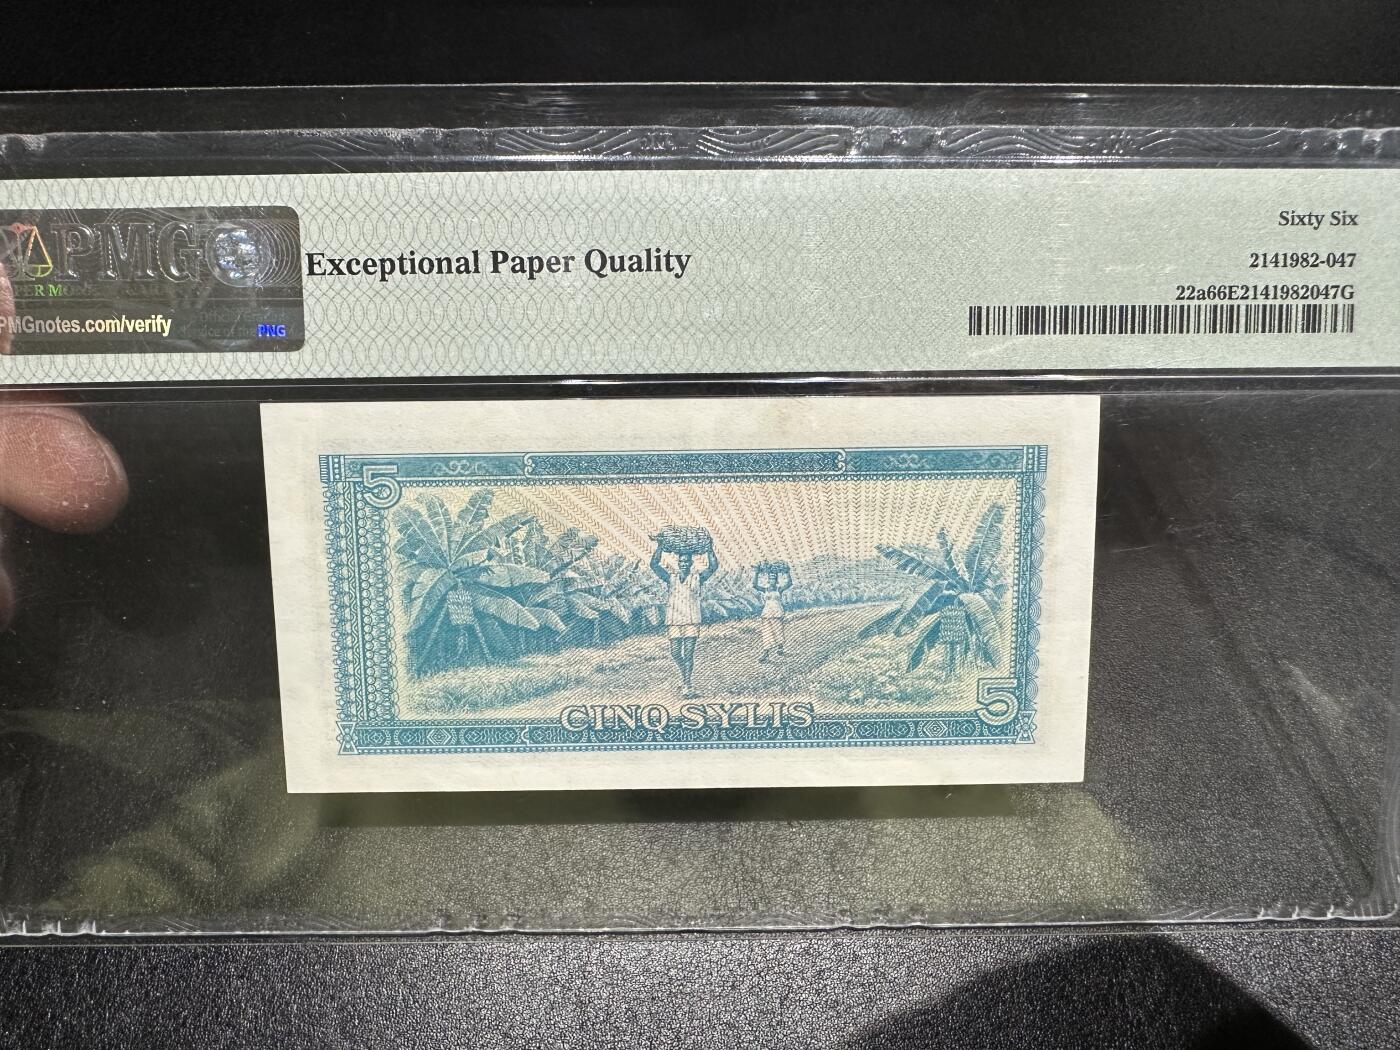 PMG
PMGnotes.com/verify
PNG
Exceptional Paper Quality
Sixty Six
2141982-047
22a66E2141982047G
5
5
CINQ SYLIS